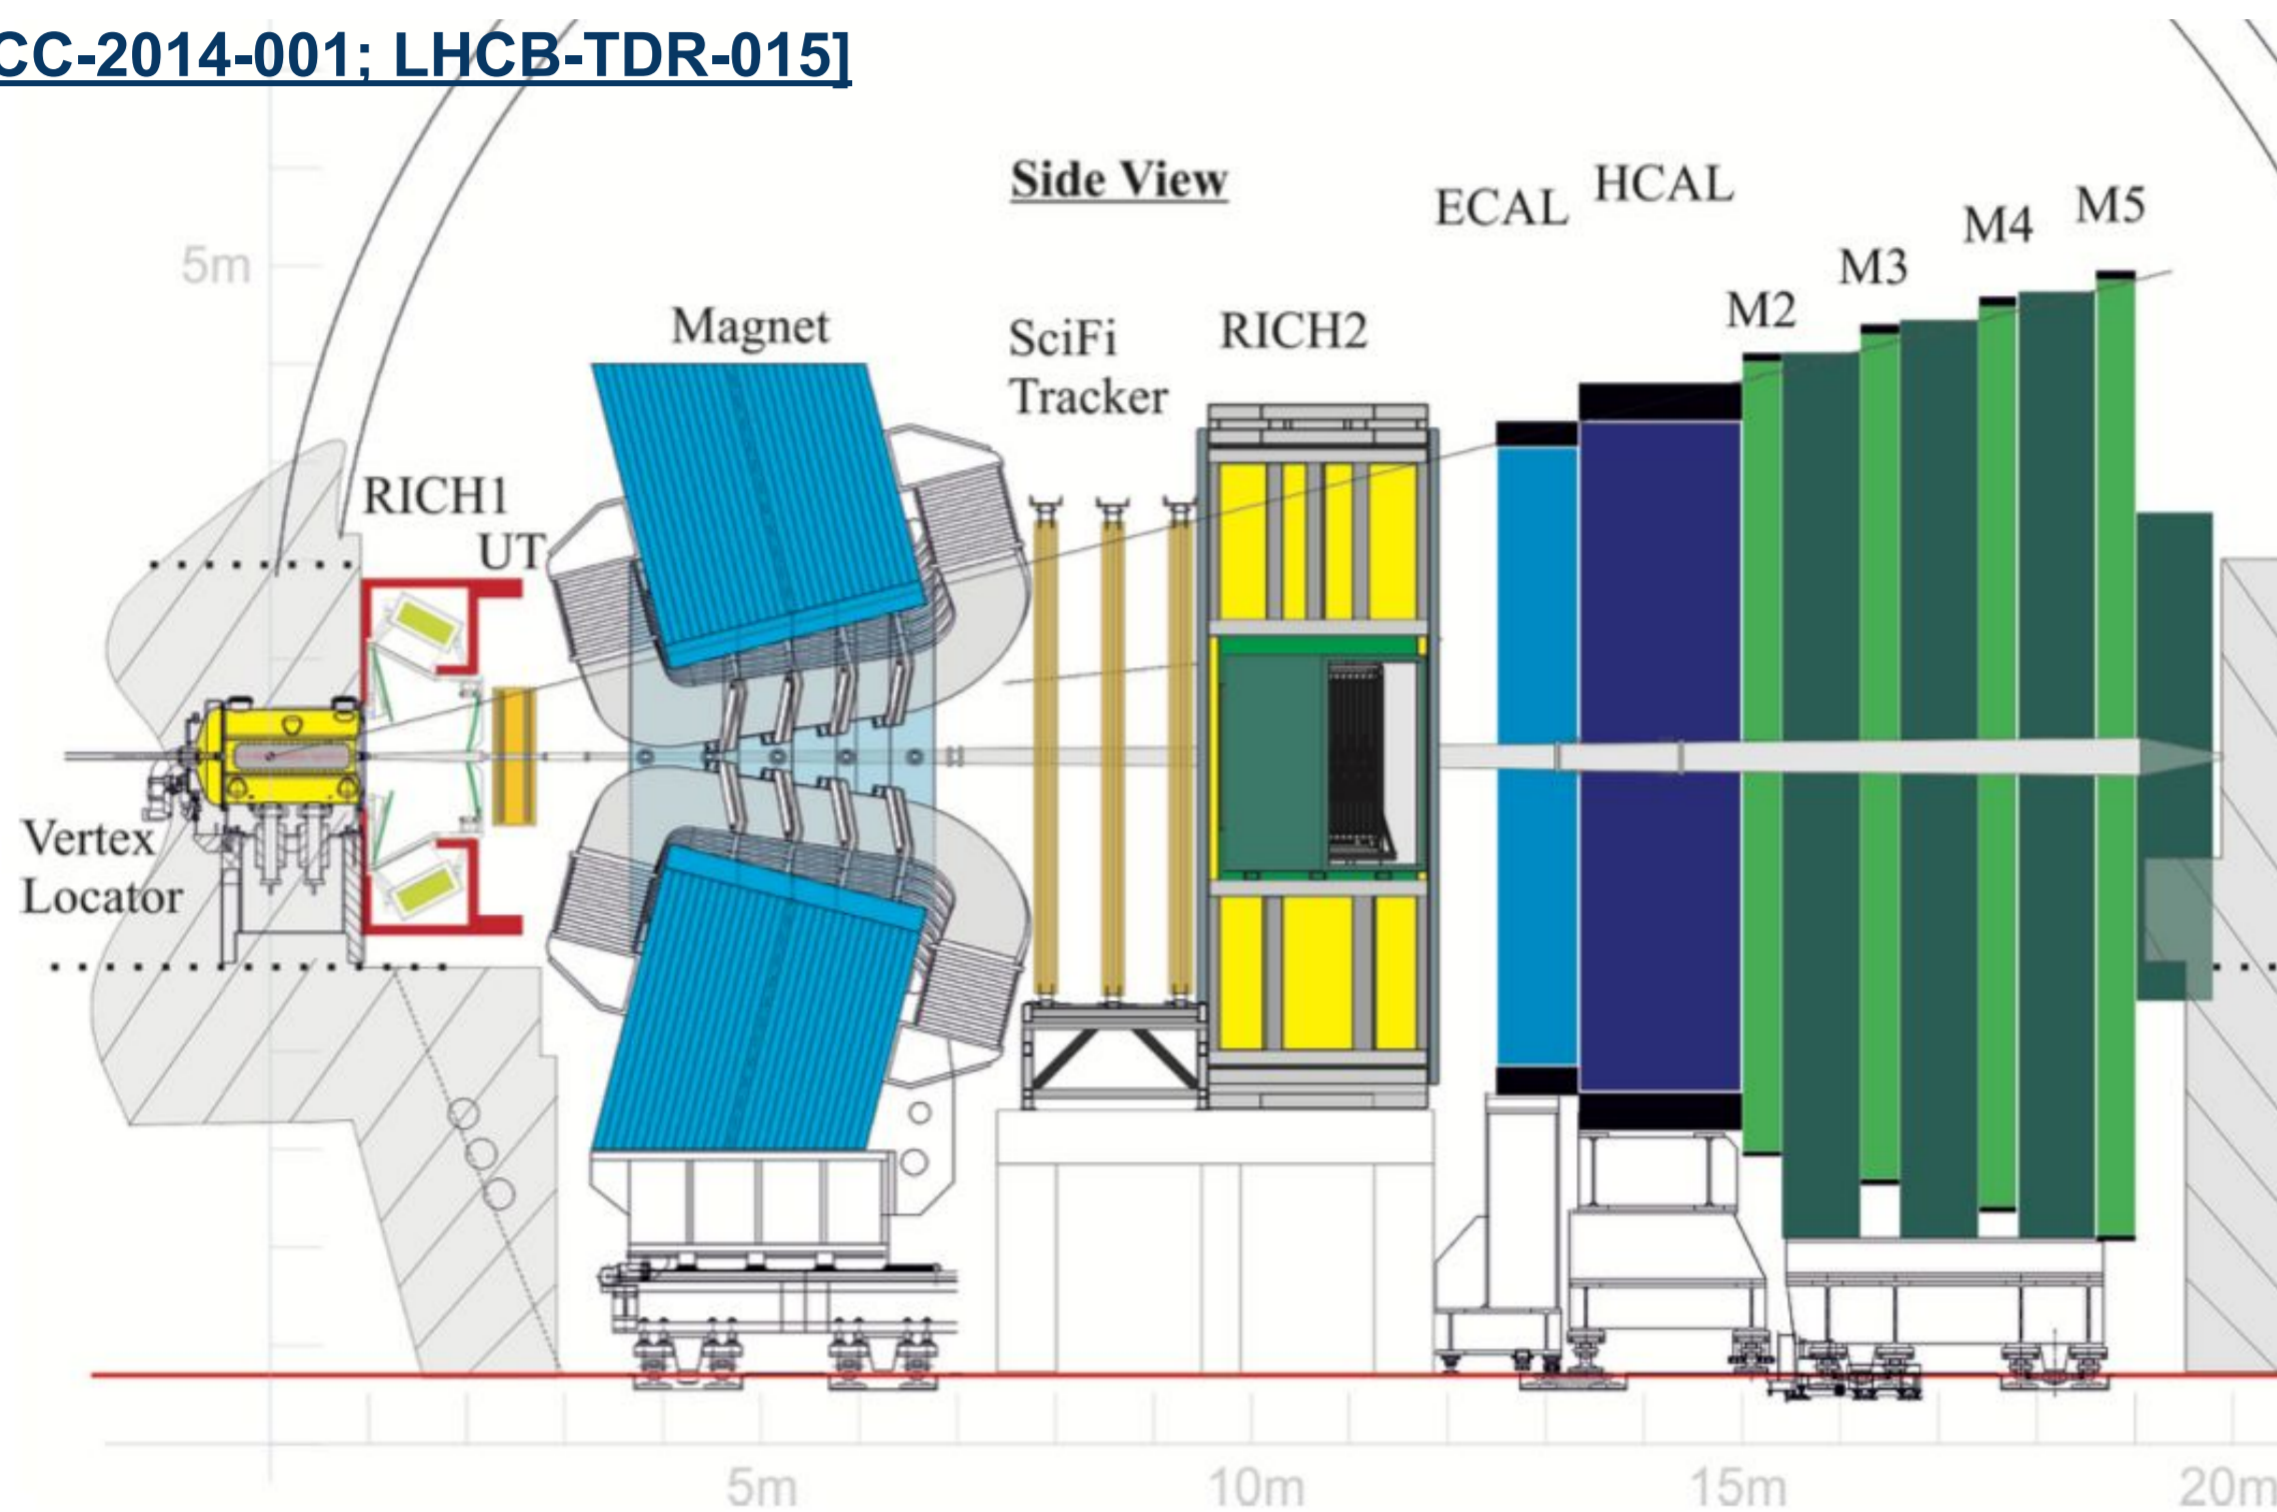 CC-2014-001; LHCB-TDR-015]
Side View
ECAL
HCAL
M5
M4
M3
M2
5m
Magnet
SciFi
Tracker
RICH2
RICH1
UT
Vertex
Locator
5m
10m
15m
20m